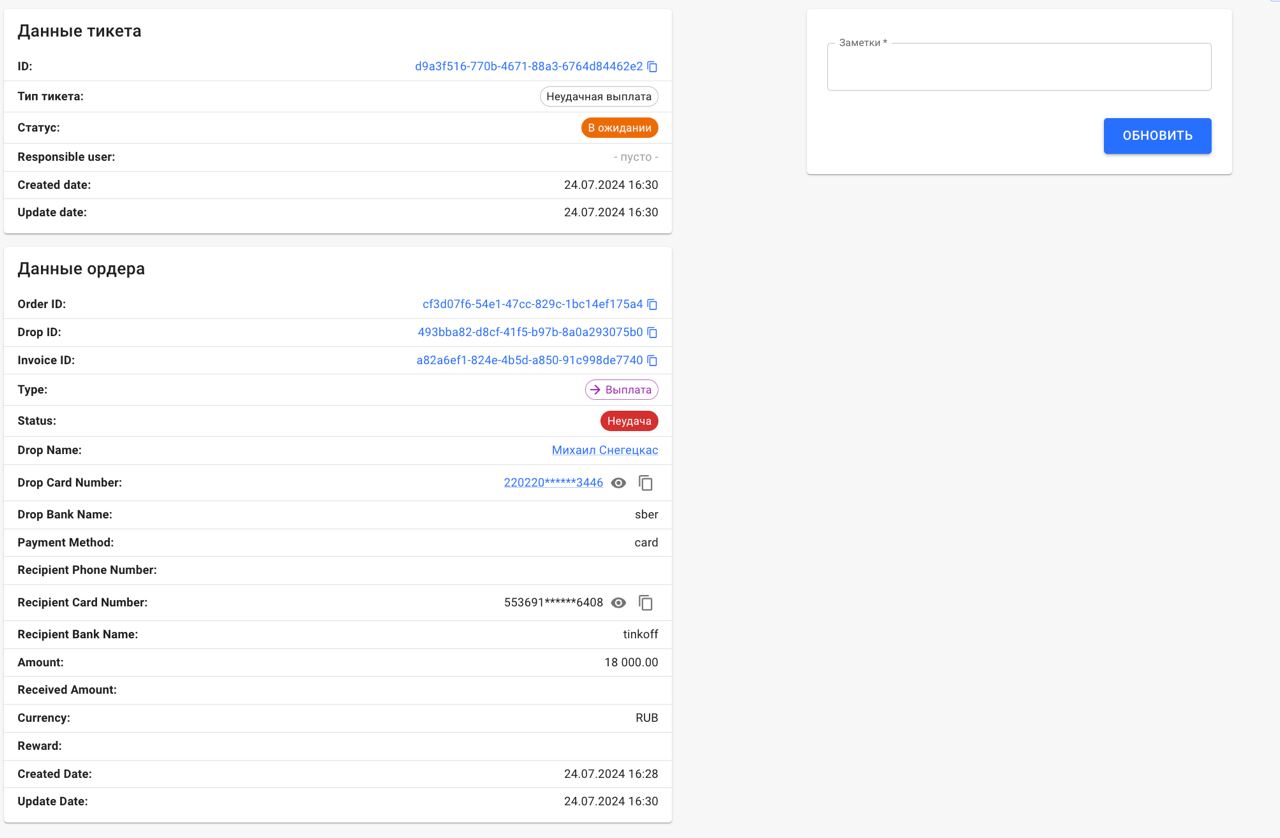 Данные тикета
ID: d9a3f516-770b-4671-88a3-6764d84462e2
Тип тикета: Неудачная выплата
Статус: В ожидании
Responsible user: - пусто -
Created date: 24.07.2024 16:30
Update date: 24.07.2024 16:30
Данные ордера
Order ID: cf3d07f6-54e1-47cc-829c-1bc14ef175a4
Drop ID: 493bba82-d8cf-41f5-b97b-8a0a293075b0
Invoice ID: a82a6ef1-824e-4b5d-a850-91c998de7740
Type: Выплата
Status: Неудача
Drop Name: Михаил Снегецкас
Drop Card Number: 220220******3446
Drop Bank Name: sber
Payment Method: card
Recipient Phone Number:
Recipient Card Number: 553691******6408
Recipient Bank Name: tinkoff
Amount: 18 000.00
Received Amount:
Currency: RUB
Reward:
Created Date: 24.07.2024 16:28
Update Date: 24.07.2024 16:30
Заметки *
ОБНОВИТЬ